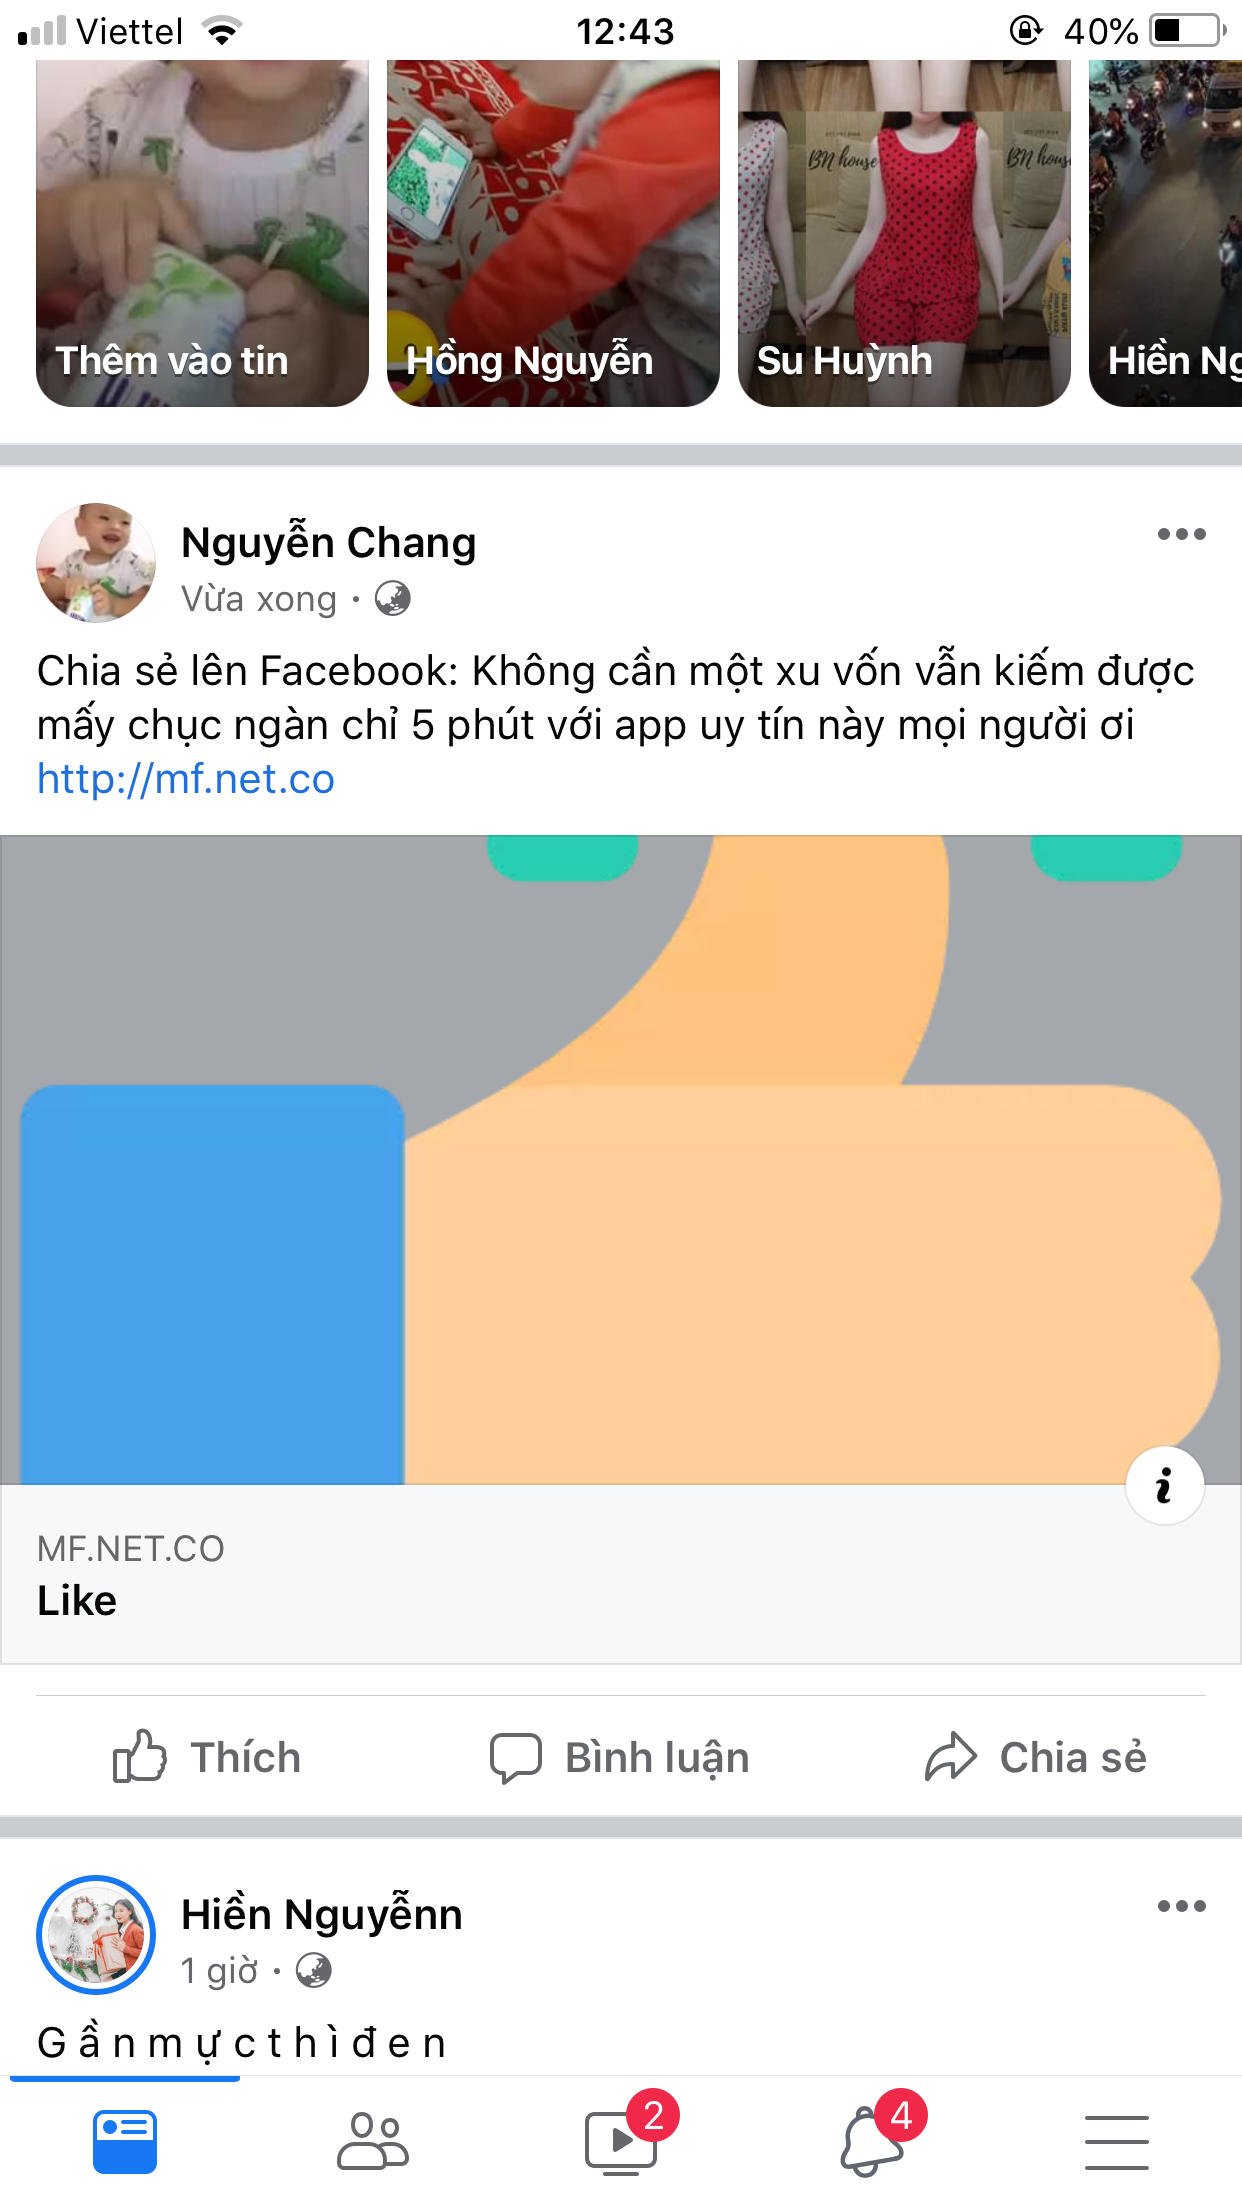 Viettel
12:43
40%
BN house
BN hous
Thêm vào tin
Hồng Nguyễn
Su Huỳnh
Hiền Ng
Nguyễn Chang
Vừa xong ·
Chia sẻ lên Facebook: Không cần một xu vốn vẫn kiếm được
mấy chục ngàn chỉ 5 phút với app uy tín này mọi người ơi
http://mf.net.co
i
MF.NET.CO
Like
Thích
Bình luận
Chia sẻ
Hiền Nguyễnn
1 giờ ·
G ầ n m ự c t h ì đ e n
2
4